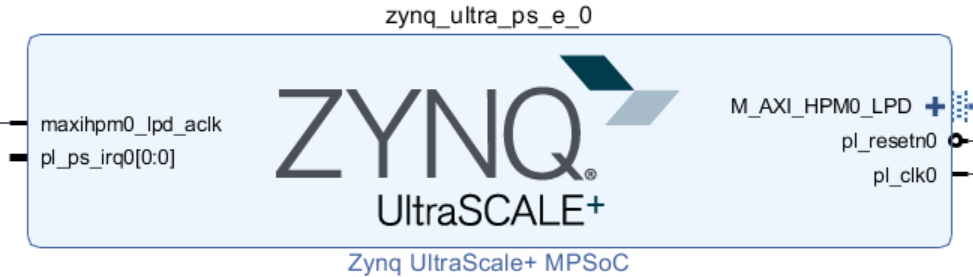 zynq_ultra_ps_e_0
maxihpm0_lpd_aclk
pl_ps_irq0[0:0]
ZYNQ®
UltraSCALE+
M_AXI_HPM0_LPD
pl_resetn0
pl_clk0
Zynq UltraScale+ MPSoC